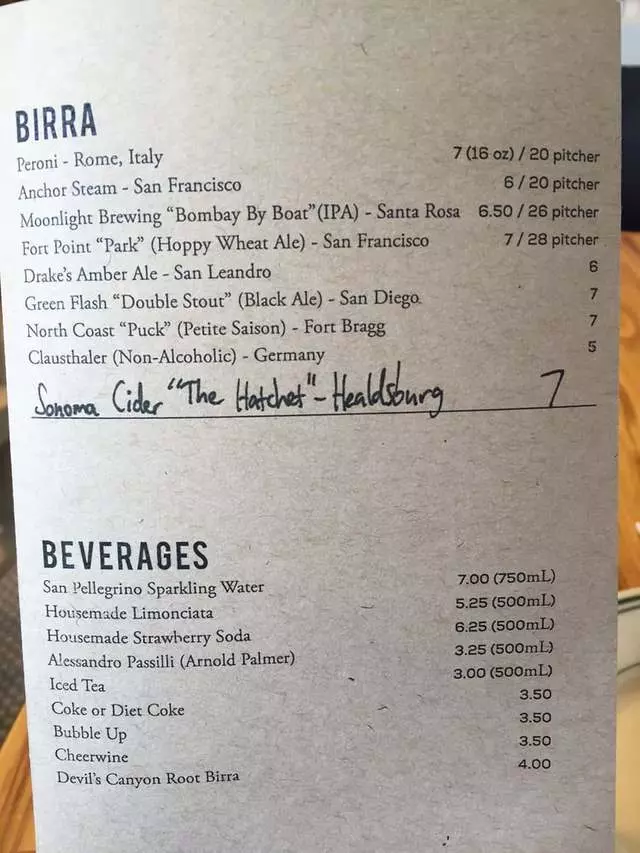 BIRRA
Peroni - Rome, Italy 7 (16 oz) / 20 pitcher
Anchor Steam - San Francisco 6 / 20 pitcher
Moonlight Brewing “Bombay By Boat”(IPA) - Santa Rosa 6.50 / 26 pitcher
Fort Point “Park” (Hoppy Wheat Ale) - San Francisco 7 / 28 pitcher
Drake's Amber Ale - San Leandro 6
Green Flash “Double Stout” (Black Ale) - San Diego 7
North Coast “Puck” (Petite Saison) - Fort Bragg 7
Clausthaler (Non-Alcoholic) - Germany 5
Sonoma Cider "The Hatchet" - Healdsburg 7
BEVERAGES
San Pellegrino Sparkling Water 7.00 (750mL)
Housemade Limonciata 5.25 (500mL)
Housemade Strawberry Soda 6.25 (500mL)
Alessandro Passilli (Arnold Palmer) 3.25 (500mL)
Iced Tea 3.00 (500mL)
Coke or Diet Coke 3.50
Bubble Up 3.50
Cheerwine 3.50
Devil's Canyon Root Birra 4.00